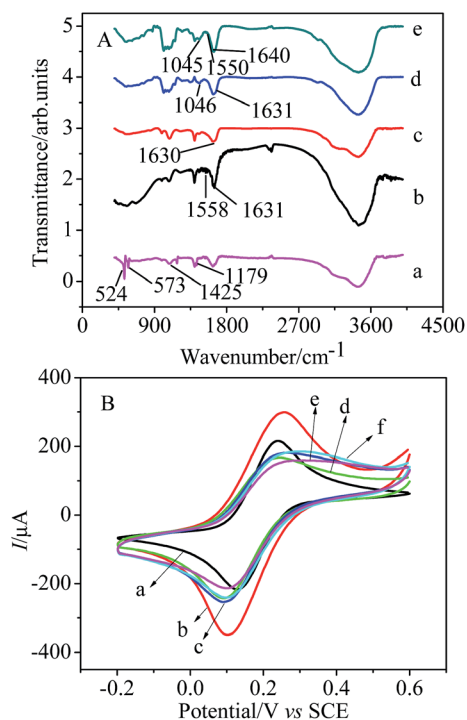 A
5
4
3
2
1
0
Transmittance/arb.units
e
1045
1550
1640
d
1046
1631
c
1630
b
1558
1631
a
524
573
1425
1179
0 900 1800 2700 3600 4500
Wavenumber/cm-1
B
400
200
0
-200
-400
I/μA
e d f
a
b
c
-0.2 0.0 0.2 0.4 0.6
Potential/V vs SCE